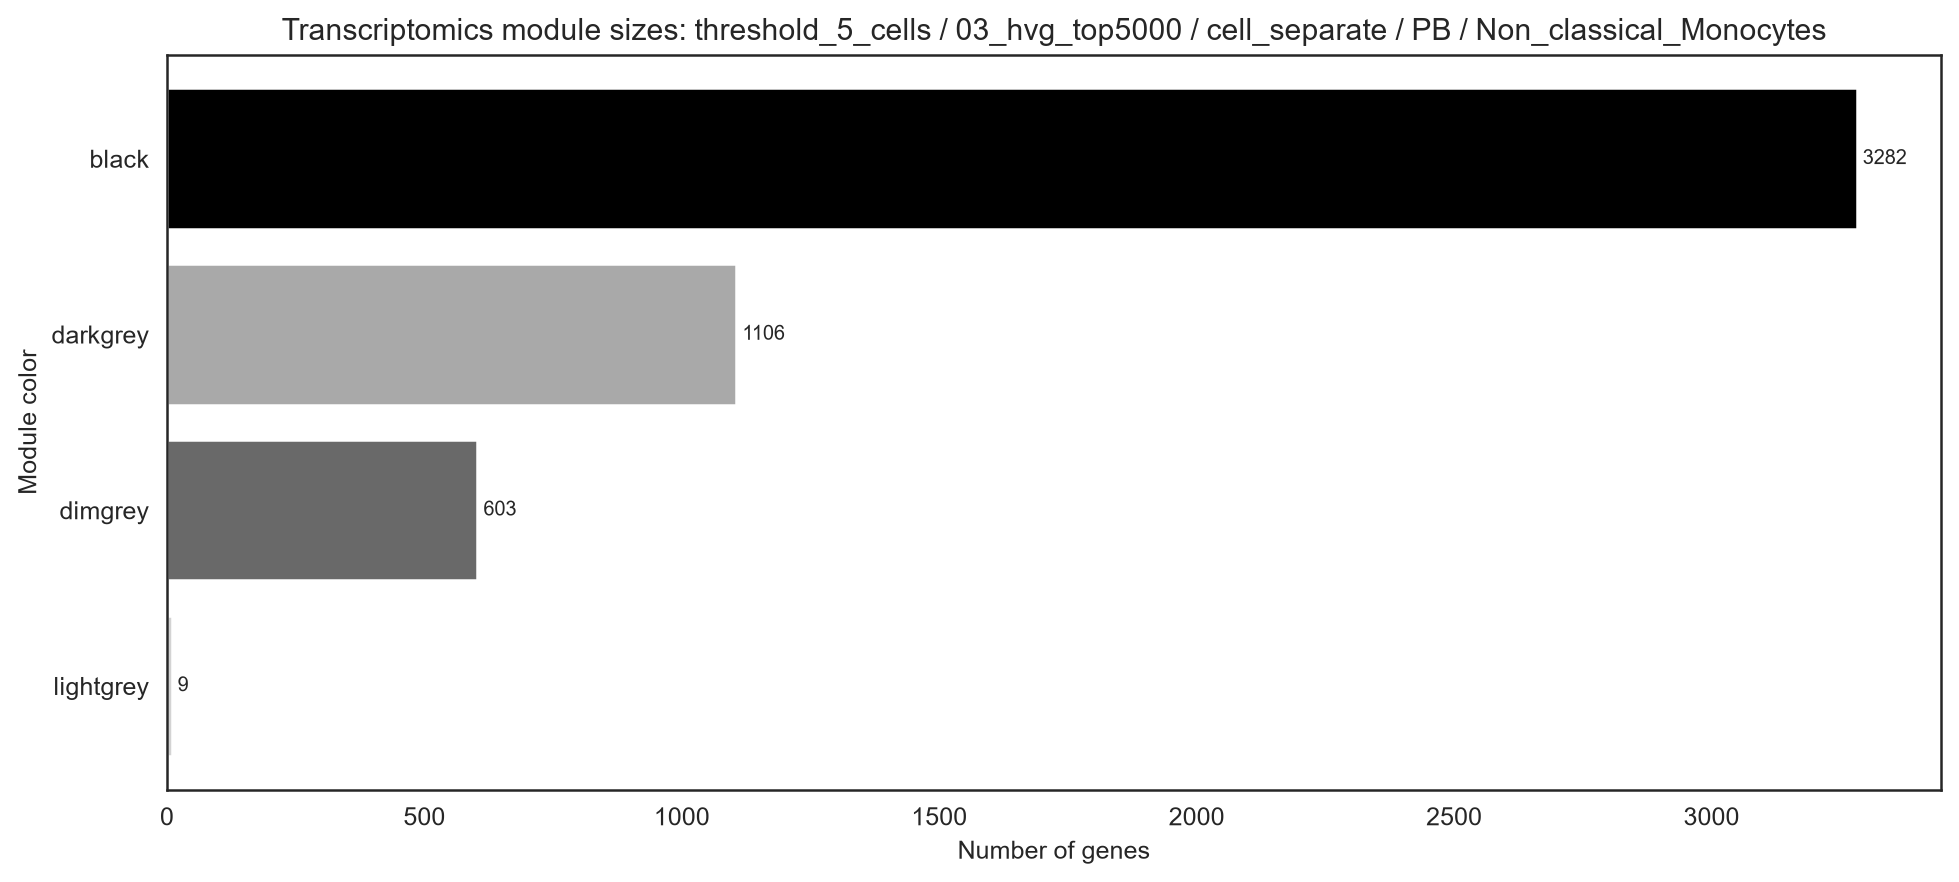 Transcriptomics module sizes: threshold_5_cells / 03_hvg_top5000 / cell_separate / PB / Non_classical_Monocytes
Module color
black
3282
darkgrey
1106
dimgrey
603
lightgrey
9
0 500 1000 1500 2000 2500 3000
Number of genes